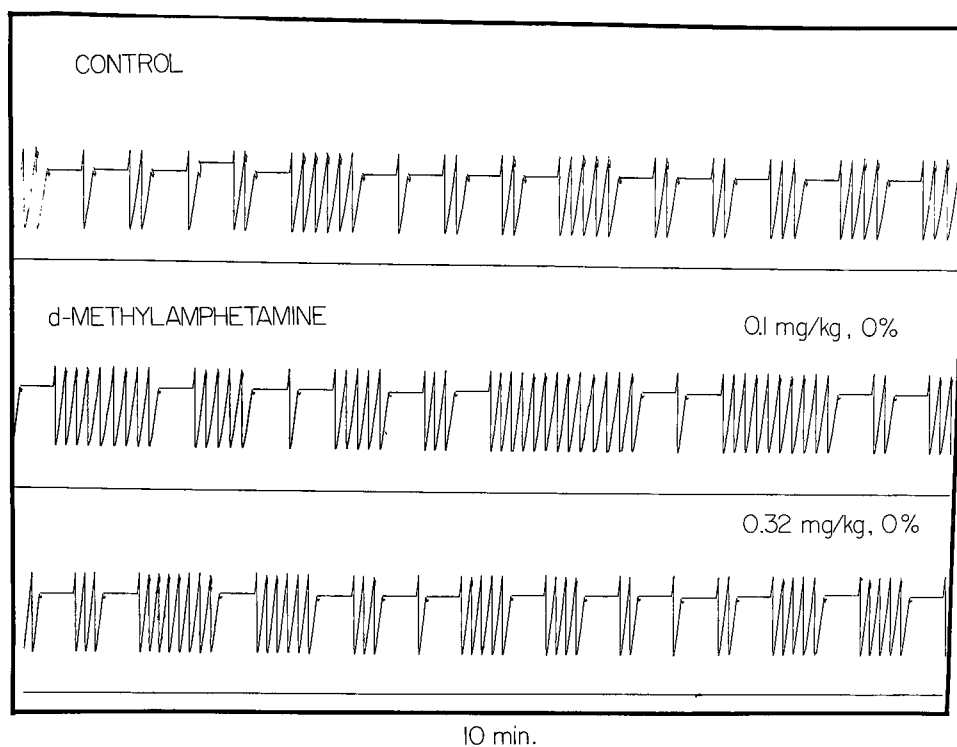 CONTROL
d-METHYLAMPHETAMINE
0.1 mg/kg, 0%
0.32 mg/kg, 0%
10 min.